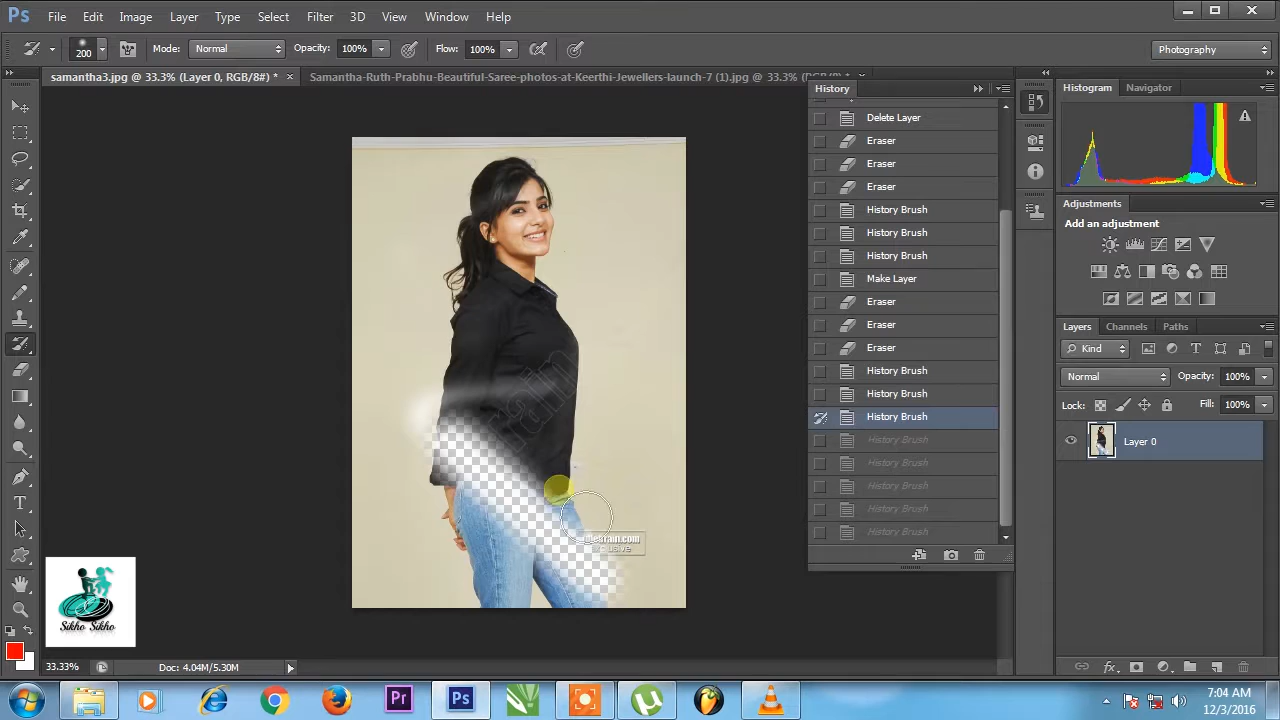 Ps File Edit Image Layer Type Select Filter 3D View Window Help
200 Mode: Normal Opacity: 100% Flow: 100% Photography
samantha3.jpg @ 33.3% (Layer 0, RGB/8#) * × Samantha-Ruth-Prabhu-Beautiful-Saree-photos-at-Keerthi-Jewellers-launch-7 (1).jpg @ 33.3%
History
Delete Layer
Eraser
Eraser
Eraser
History Brush
History Brush
History Brush
Make Layer
Eraser
Eraser
Eraser
History Brush
History Brush
History Brush
History Brush
History Brush
History Brush
History Brush
History Brush
Histogram Navigator
Adjustments
Add an adjustment
Layers Channels Paths
Kind
Normal Opacity: 100%
Lock: Fill: 100%
Layer 0
Sikho Sikho
33.33% Doc: 4.04M/5.30M
Pr Ps
7:04 AM
12/3/2016